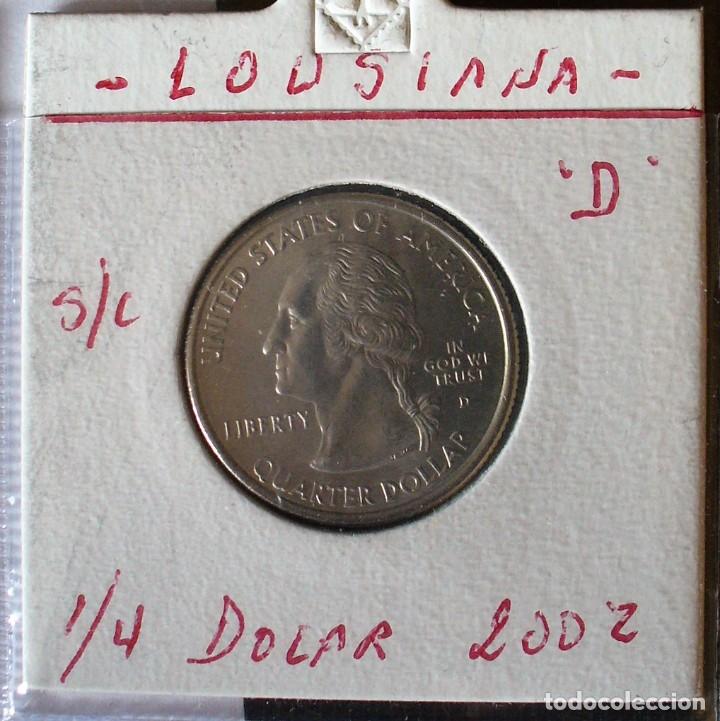 - LOUSIANA -
'D'
S/C
UNITED STATES OF AMERICA
IN
GOD WE
TRUST
D
LIBERTY
QUARTER DOLLAR
1/4 DOLAR 2002
todocoleccion